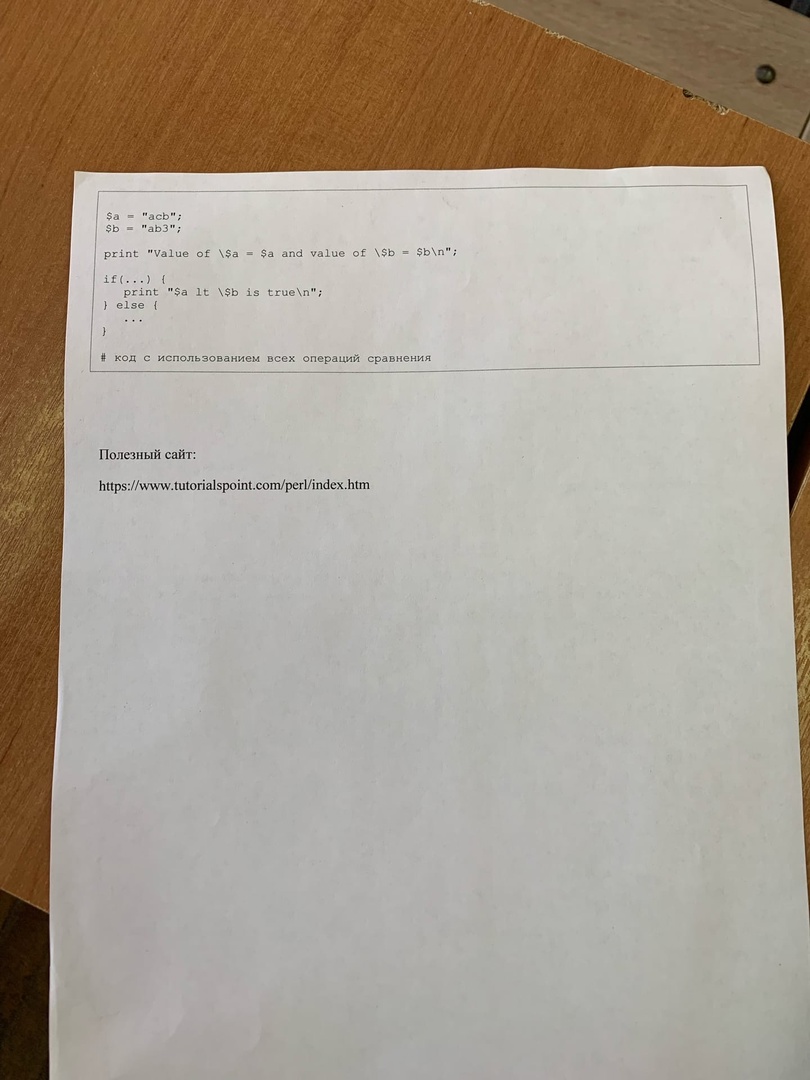 $a = "acb";
$b = "ab3";
print "Value of \$a = $a and value of \$b = $b\n";
if(...) {
print "$a lt \$b is true\n";
} else {
...
}
# код с использованием всех операций сравнения
Полезный сайт:
https://www.tutorialspoint.com/perl/index.htm